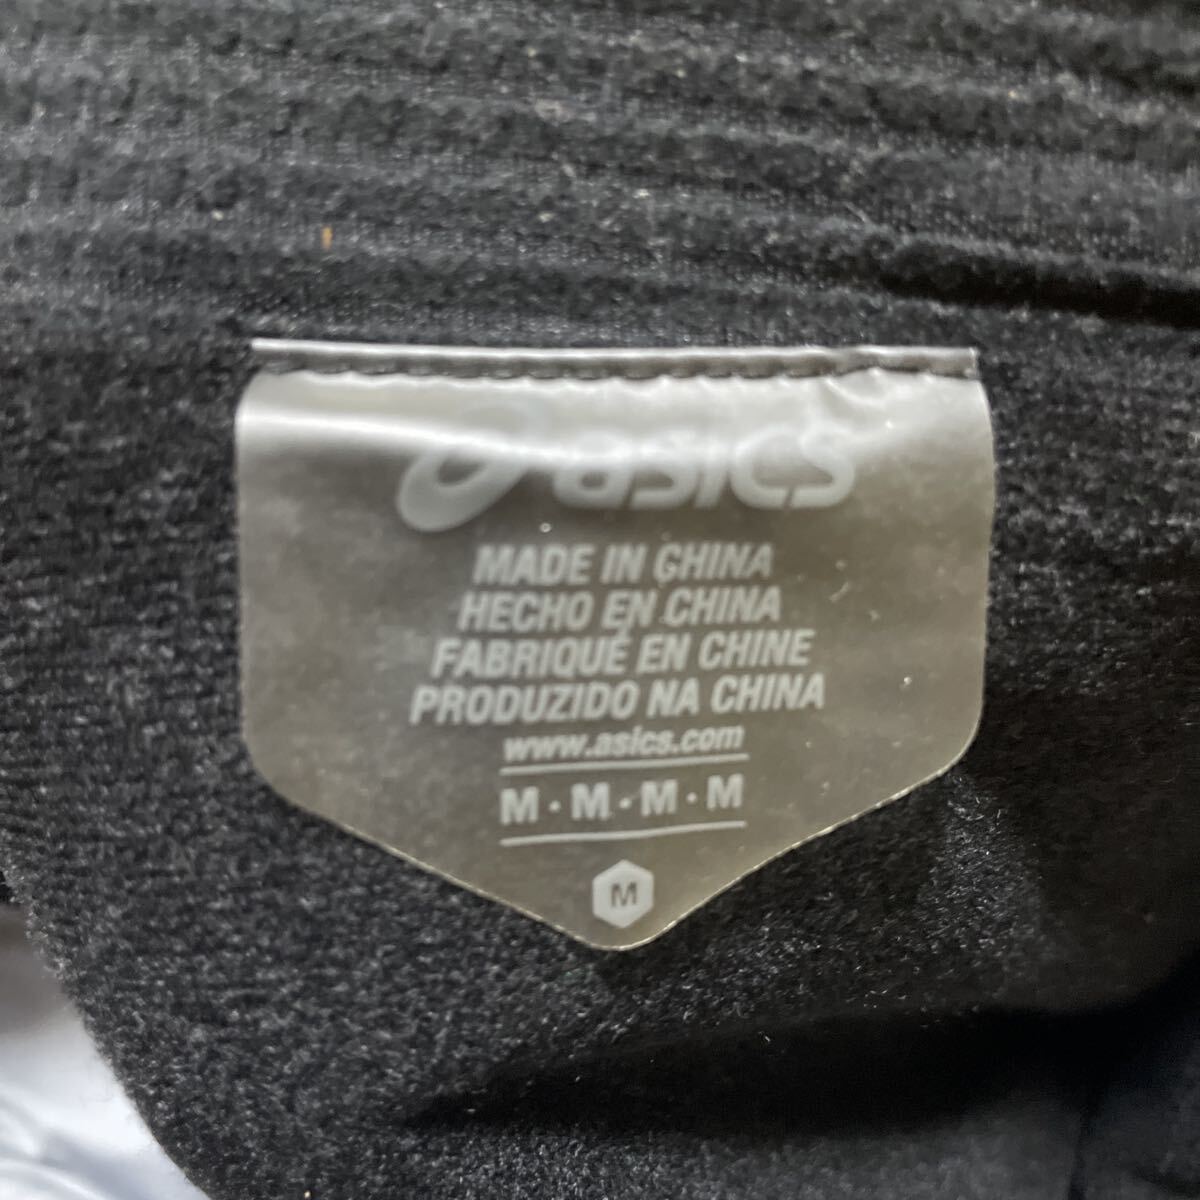 asics
MADE IN CHINA
HECHO EN CHINA
FABRIQUÉ EN CHINE
PRODUZIDO NA CHINA
www.asics.com
M · M · M · M
M